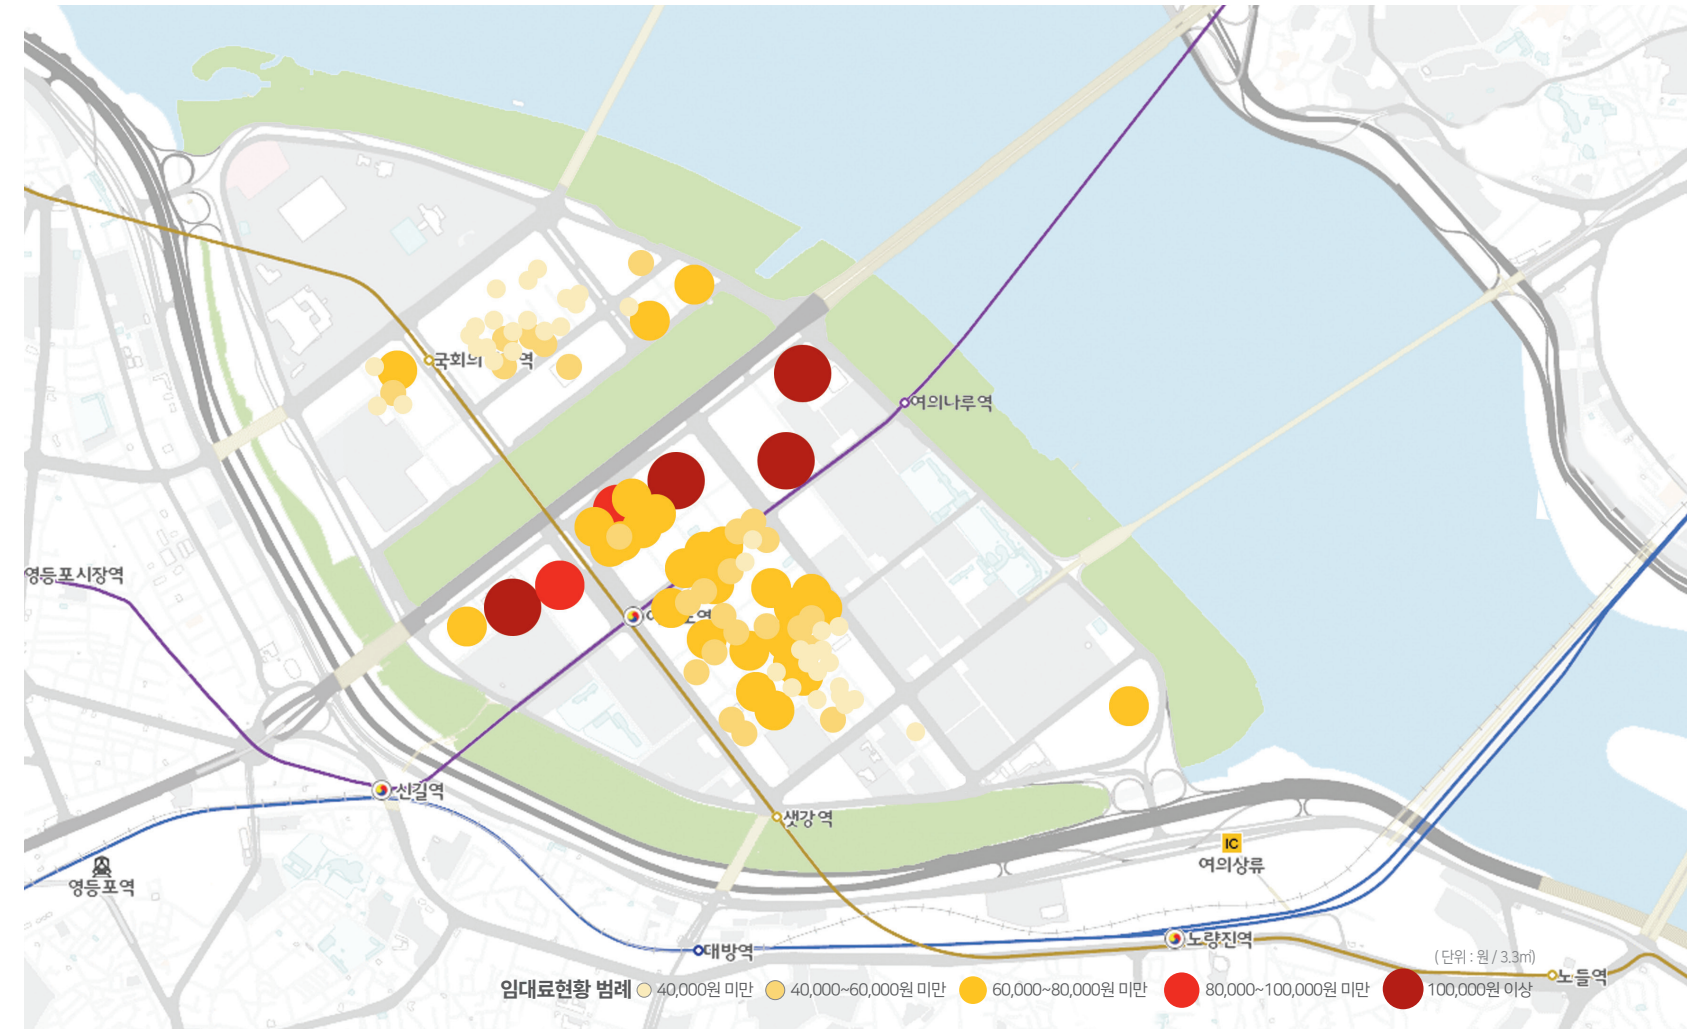 국회의 역
여의나루역
영등포시장역
신길역
샛강역
IC
여의상류
영등포역
대방역
노량진역
노들역
(단위 : 원 / 3.3㎡)
임대료현황 범례 40,000원 미만 40,000~60,000원 미만 60,000~80,000원 미만 80,000~100,000원 미만 100,000원 이상